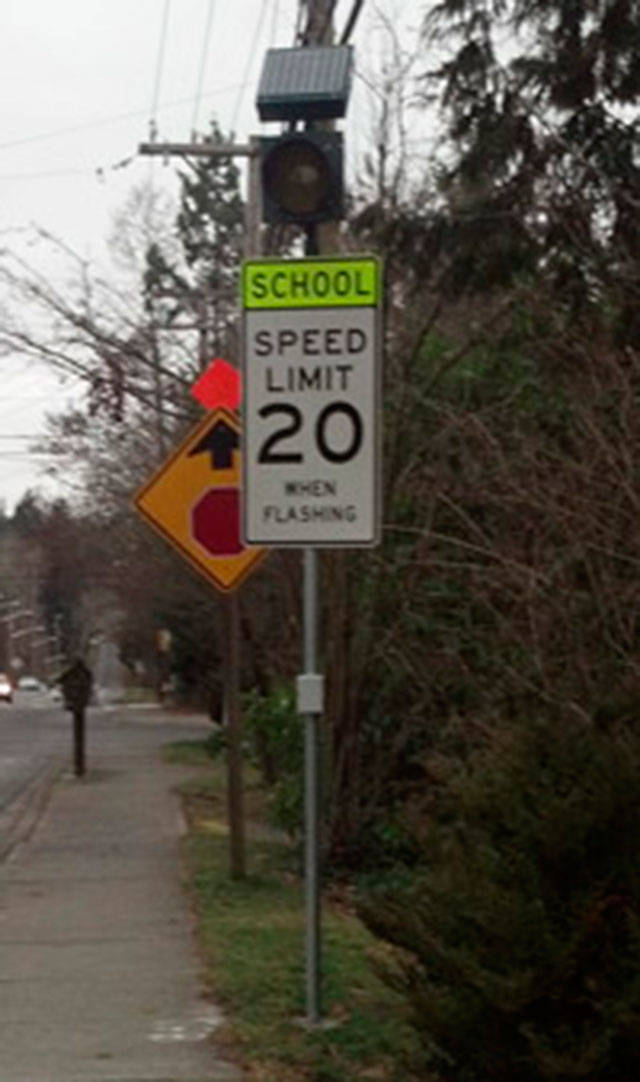 SCHOOL
SPEED
LIMIT
20
WHEN
FLASHING